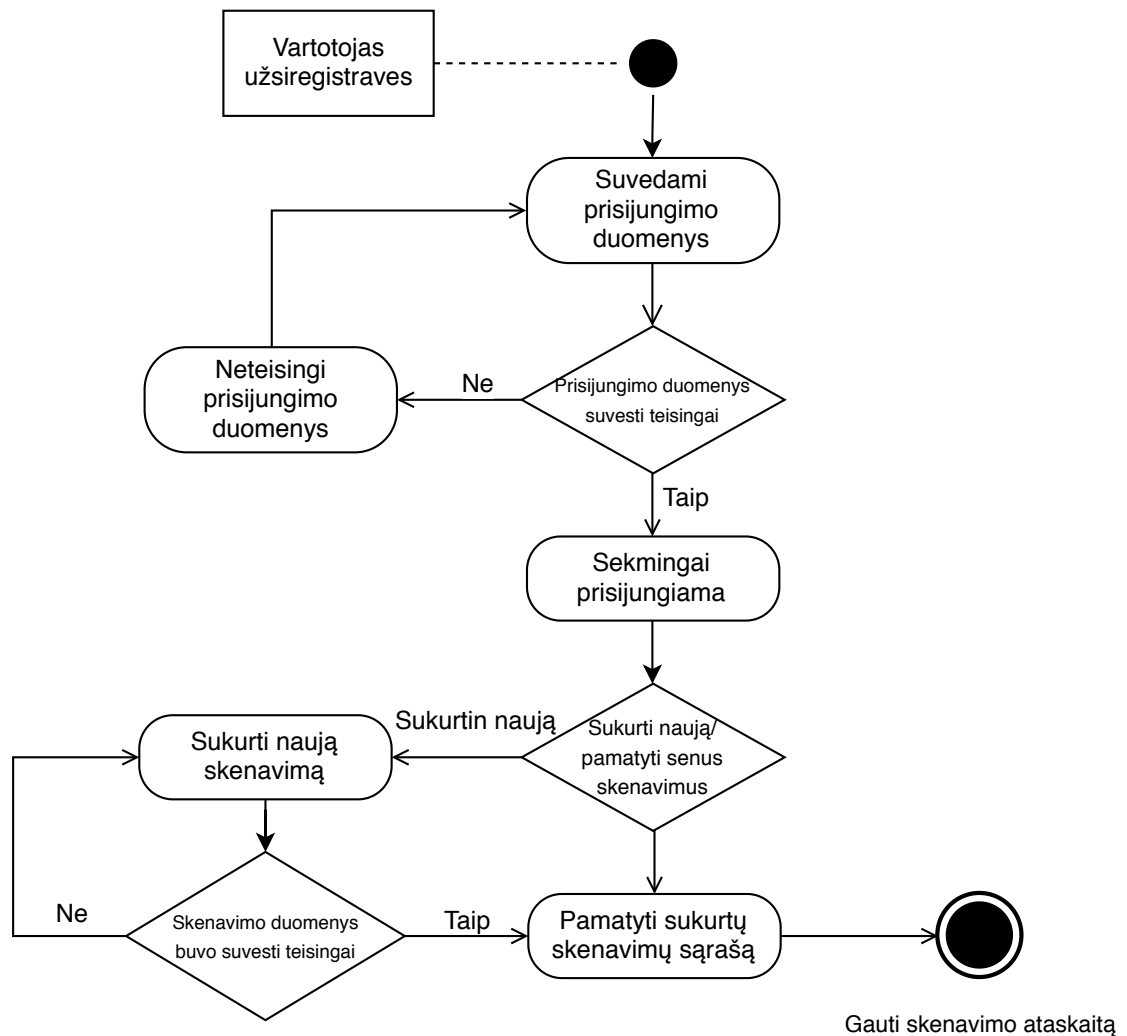 Vartotojas
užsiregistraves
Suvedami
prisijungimo
duomenys
Neteisingi
prisijungimo
duomenys
Ne
Prisijungimo duomenys
suvesti teisingai
Taip
Sekmingai
prisijungiama
Sukurtin naują
Sukurti naują/
pamatyti senus
skenavimus
Sukurti naują
skenavimą
Ne
Skenavimo duomenys
buvo suvesti teisingai
Taip
Pamatyti sukurtų
skenavimų sąrašą
Gauti skenavimo ataskaitą